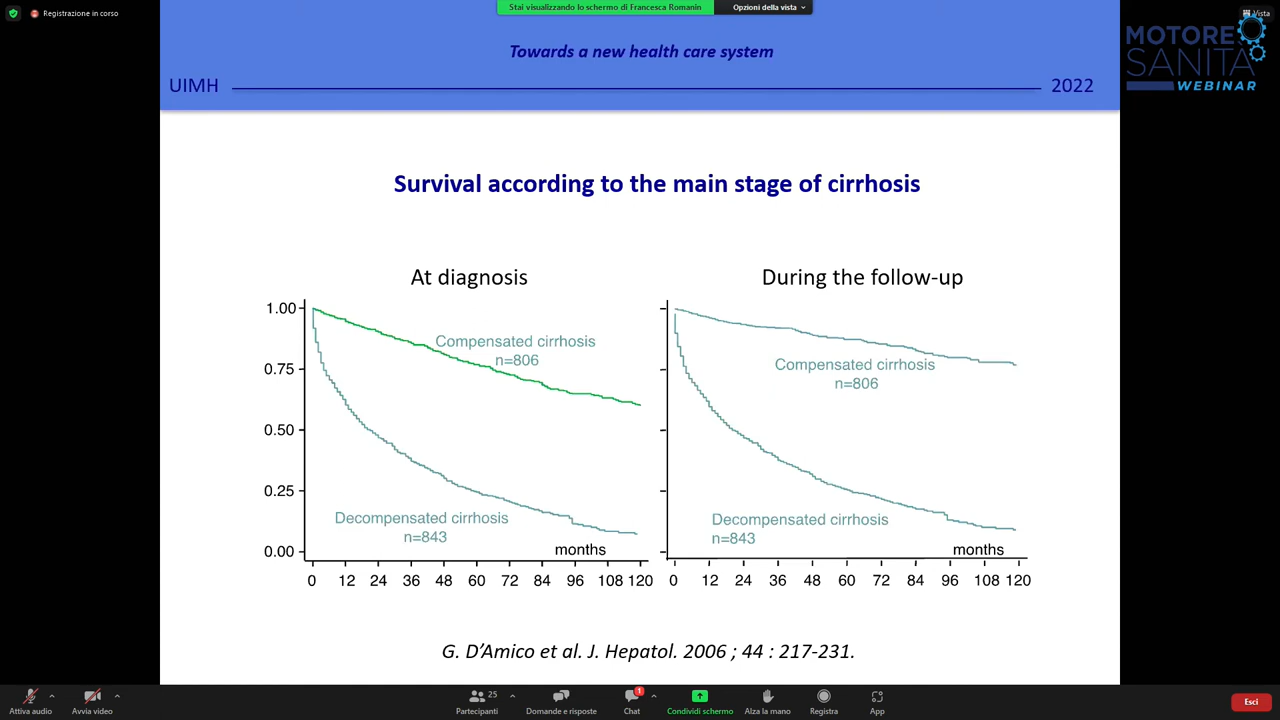 Registrazione in corso
Stai visualizzando lo schermo di Francesca Romanin
Opzioni della vista
Vista
MOTORE
SANITÀ
WEBINAR
Towards a new health care system
UIMH
2022
Survival according to the main stage of cirrhosis
At diagnosis
During the follow-up
1.00
0.75
0.50
0.25
0.00
Compensated cirrhosis
n=806
Decompensated cirrhosis
n=843
months
0 12 24 36 48 60 72 84 96 108 120
Compensated cirrhosis
n=806
Decompensated cirrhosis
n=843
months
0 12 24 36 48 60 72 84 96 108 120
G. D’Amico et al. J. Hepatol. 2006 ; 44 : 217-231.
Attiva audio
Avvia video
25
Partecipanti
Domande e risposte
1
Chat
Condividi schermo
Alza la mano
Registra
App
Esci